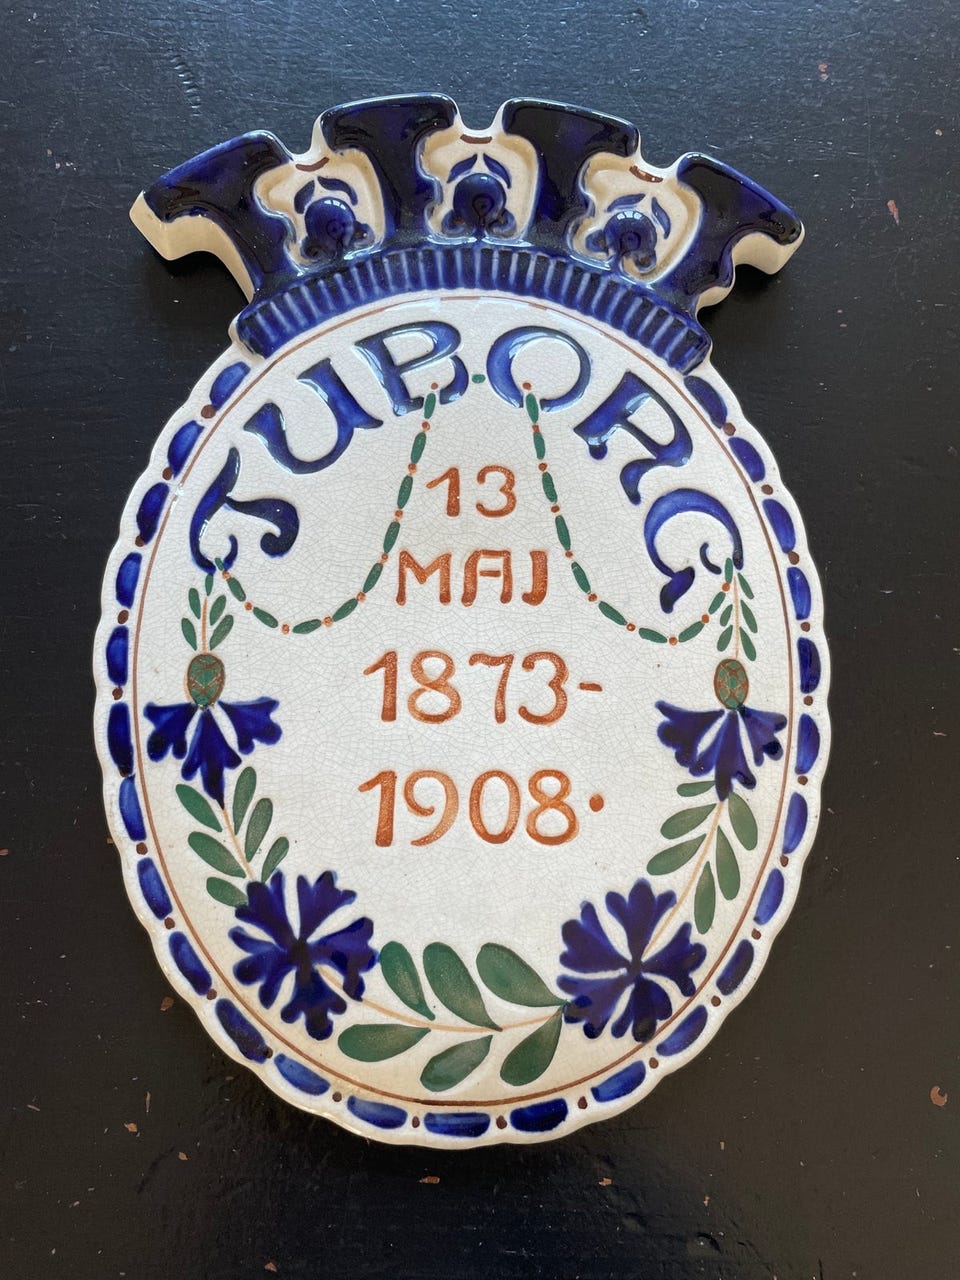 TUBORG
13
MAJ
1873-
1908·